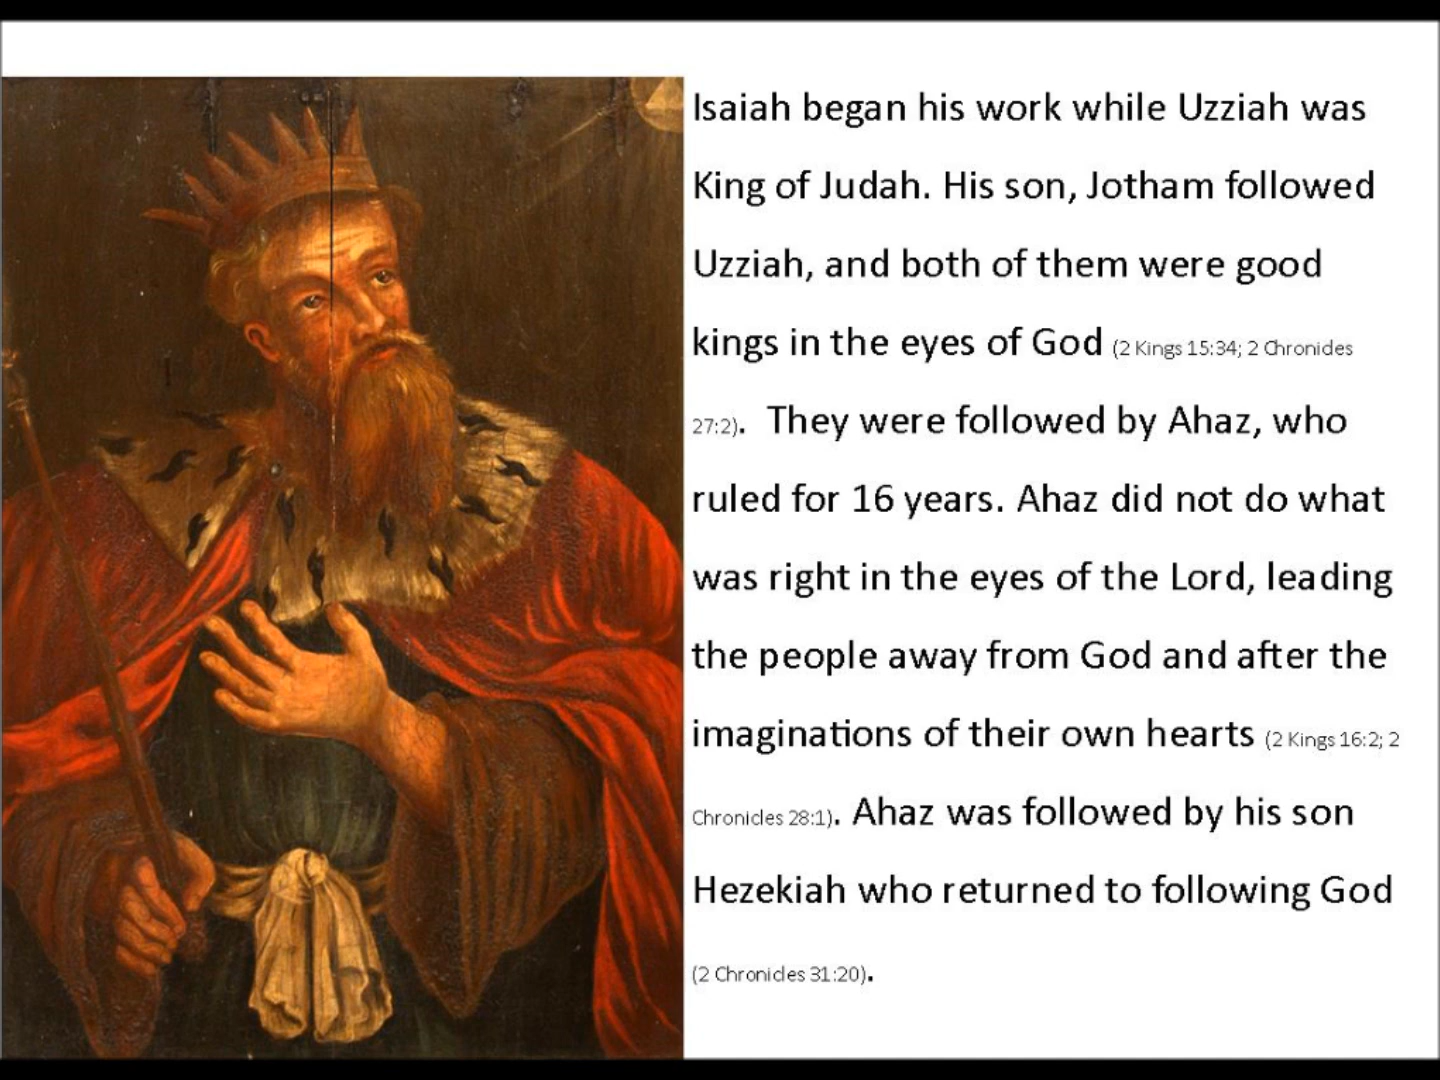 Isaiah began his work while Uzziah was
King of Judah. His son, Jotham followed
Uzziah, and both of them were good
kings in the eyes of God (2 Kings 15:34; 2 Chronicles
27:2).  They were followed by Ahaz, who
ruled for 16 years. Ahaz did not do what
was right in the eyes of the Lord, leading
the people away from God and after the
imaginations of their own hearts (2 Kings 16:2; 2
Chronicles 28:1). Ahaz was followed by his son
Hezekiah who returned to following God
(2 Chronicles 31:20).